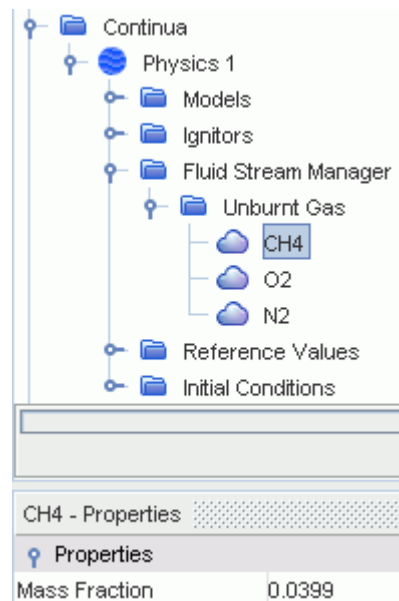 Continua
Physics 1
Models
Ignitors
Fluid Stream Manager
Unburnt Gas
CH4
O2
N2
Reference Values
Initial Conditions
CH4 - Properties
Properties
Mass Fraction 0.0399